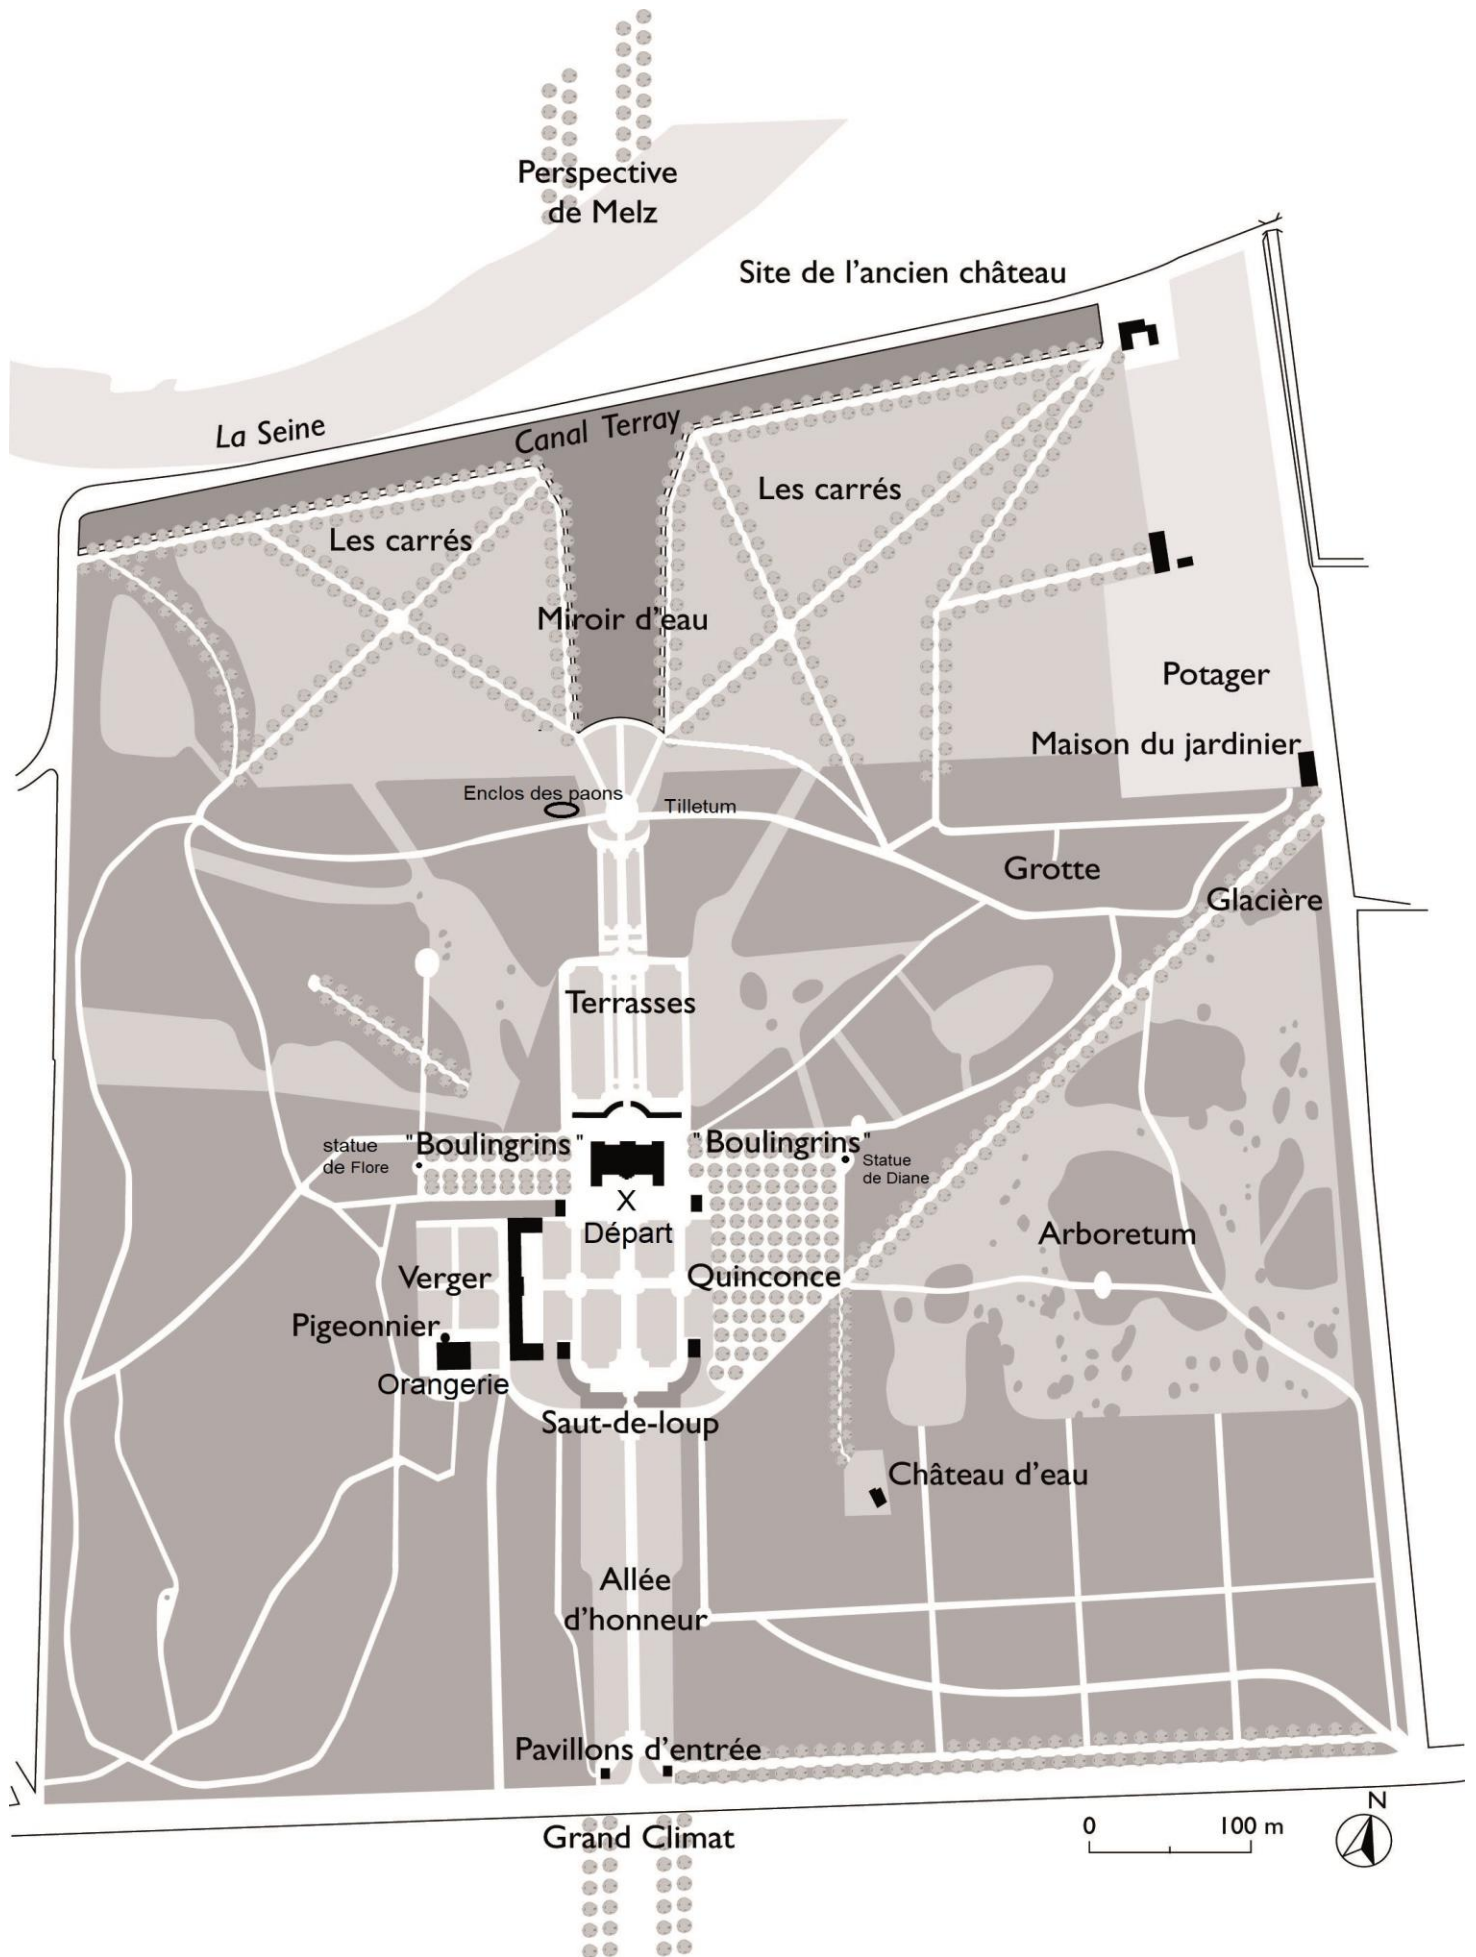 Perspective
de Melz
Site de l'ancien château
La Seine
Canal Terray
Les carrés
Les carrés
Miroir d'eau
Potager
Maison du jardinier
Enclos des paons
Tilletum
Grotte
Glacière
Terrasses
"Boulingrins"
"Boulingrins"
statue
de Flore
Statue
de Diane
X
Départ
Arboretum
Verger
Quinconce
Pigeonnier
Orangerie
Saut-de-loup
Château d'eau
Allée
d'honneur
Pavillons d'entrée
Grand Climat
0 100 m
N